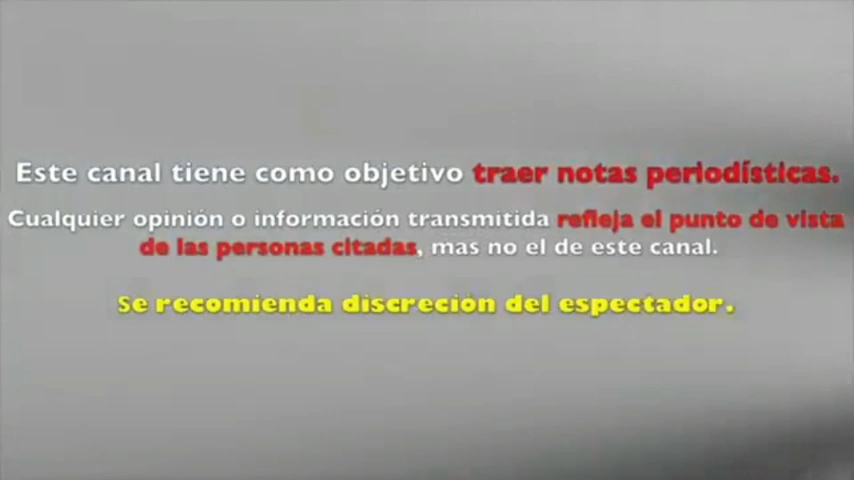 Este canal tiene como objetivo traer notas periodísticas.
Cualquier opinión o información transmitida refleja el punto de vista
de las personas citadas, mas no el de este canal.
Se recomienda discreción del espectador.